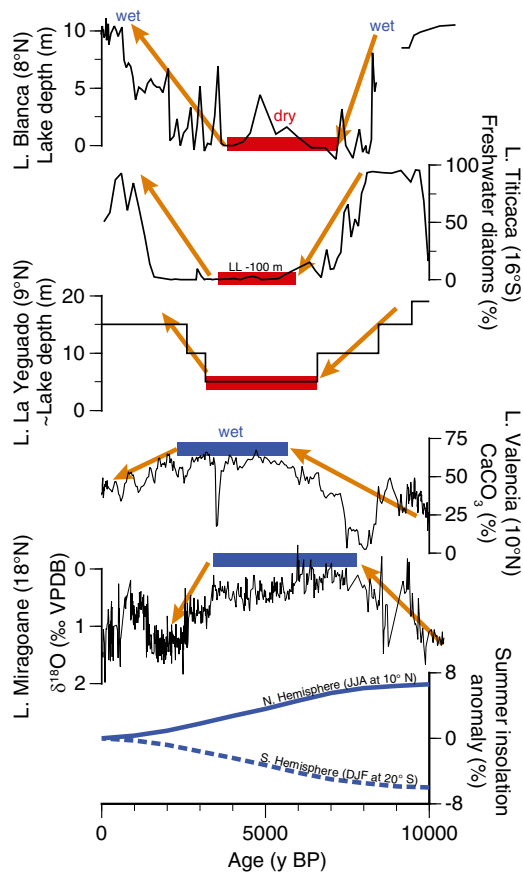 wet
wet
10
5
0
L. Blanca (8°N)
Lake depth (m)
dry
100
50
0
L. Titicaca (16°S)
Freshwater diatoms (%)
LL -100 m
20
10
0
L. La Yeguado (9°N)
~Lake depth (m)
wet
75
50
25
0
L. Valencia (10°N)
CaCO3 (%)
0
1
2
L. Miragoane (18°N)
δ18O (‰ VPDB)
8
0
-8
N. Hemisphere (JJA at 10° N)
S. Hemisphere (DJF at 20° S)
Summer insolation
anomaly (%)
0
5000
10000
Age (y BP)